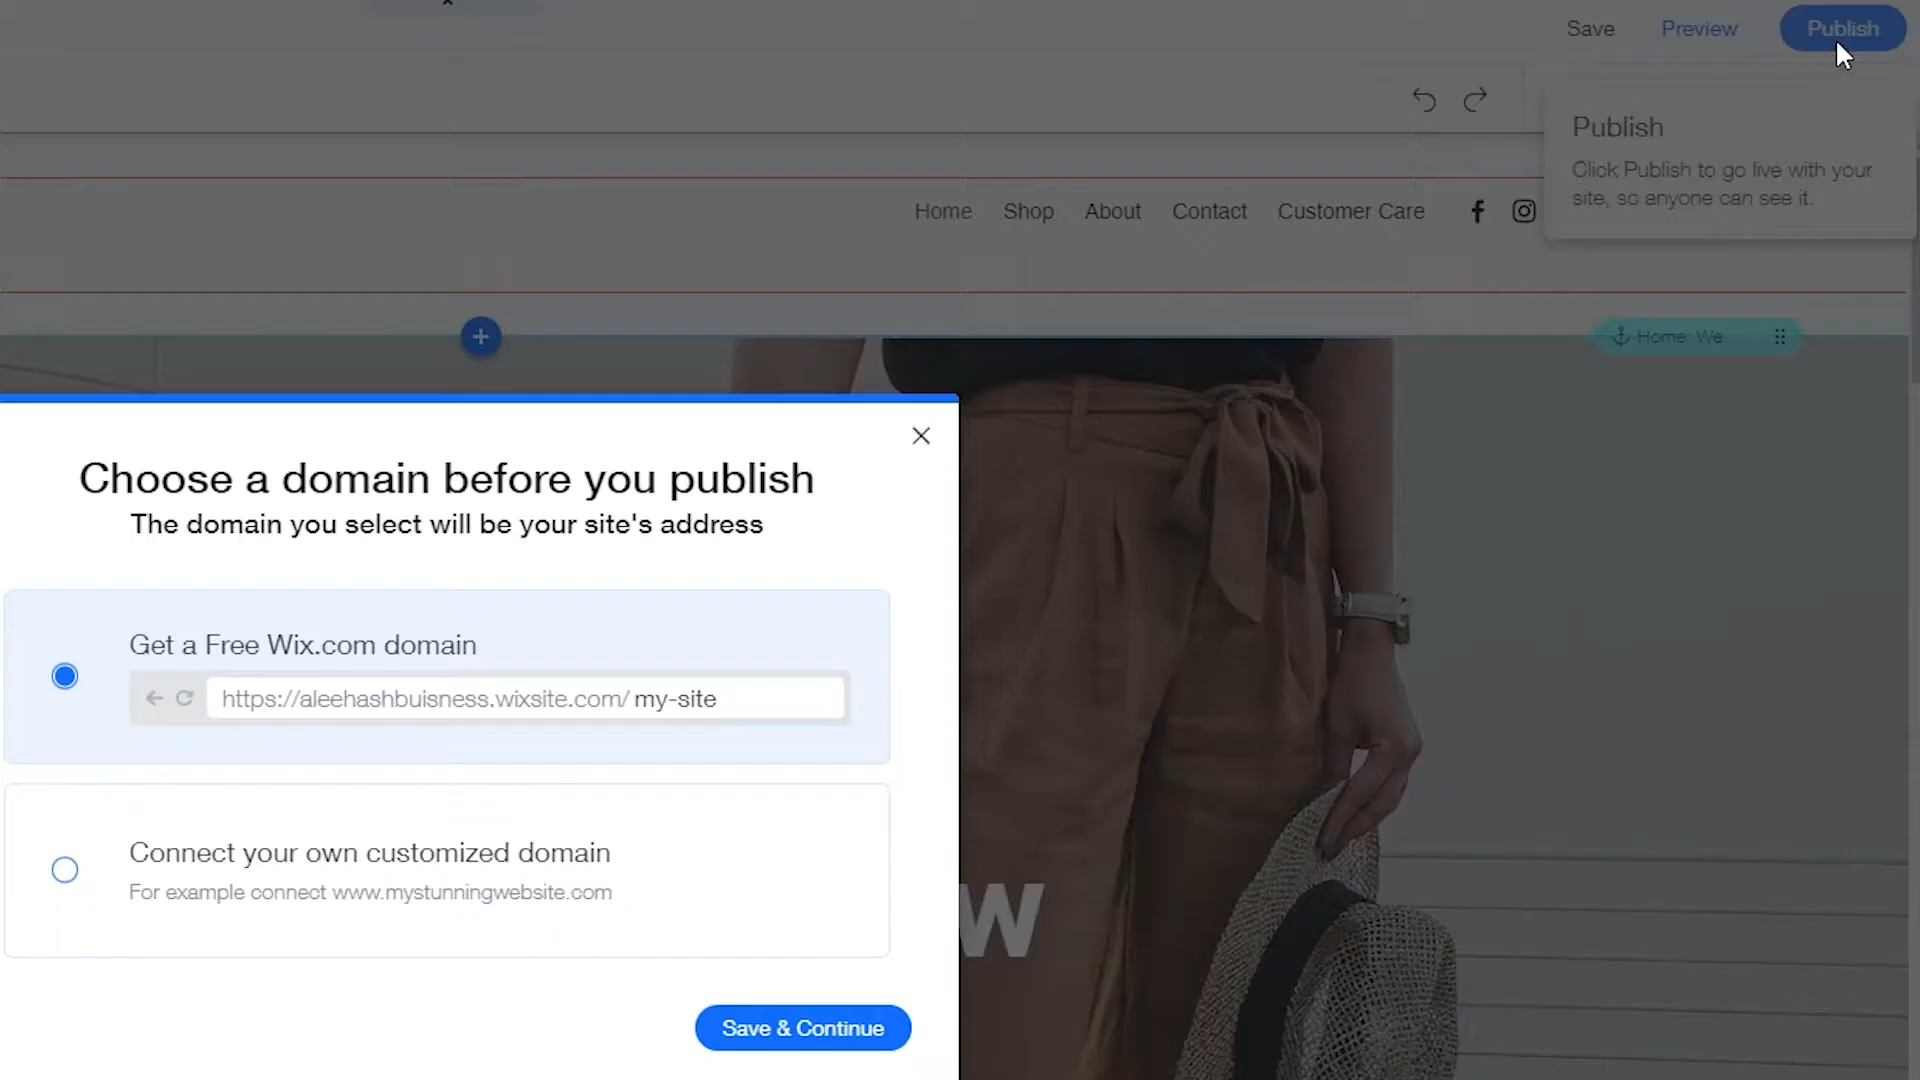 Save Preview Publish
Publish
Click Publish to go live with your
site, so anyone can see it.
Home Shop About Contact Customer Care
Home: We
Choose a domain before you publish
The domain you select will be your site's address
Get a Free Wix.com domain
https://aleehashbuisness.wixsite.com/ my-site
Connect your own customized domain
For example connect www.mystunningwebsite.com
W
Save & Continue